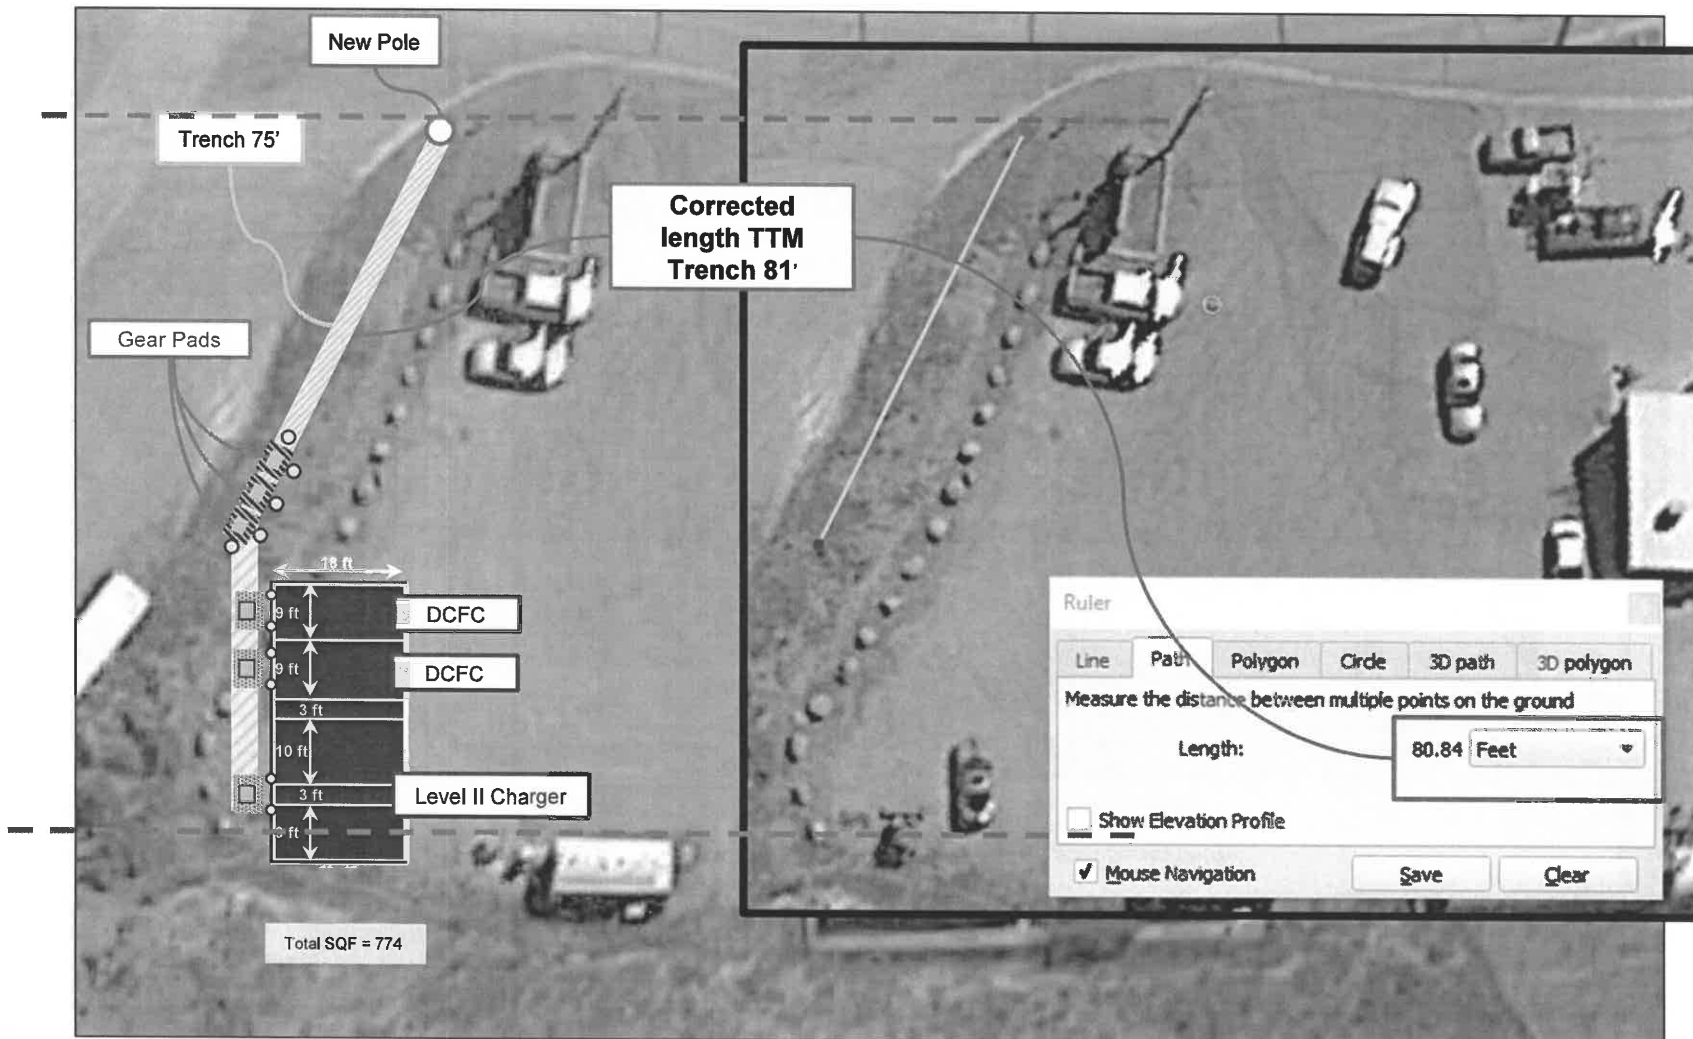 New Pole
Trench 75'
Corrected
length TTM
Trench 81'
Gear Pads
18 ft
9 ft
DCFC
9 ft
DCFC
3 ft
10 ft
3 ft
Level II Charger
Total SQF = 774
Ruler
Line Path Polygon Circle 3D path 3D polygon
Measure the distance between multiple points on the ground
Length: 80.84 Feet
Show Elevation Profile
Mouse Navigation Save Clear